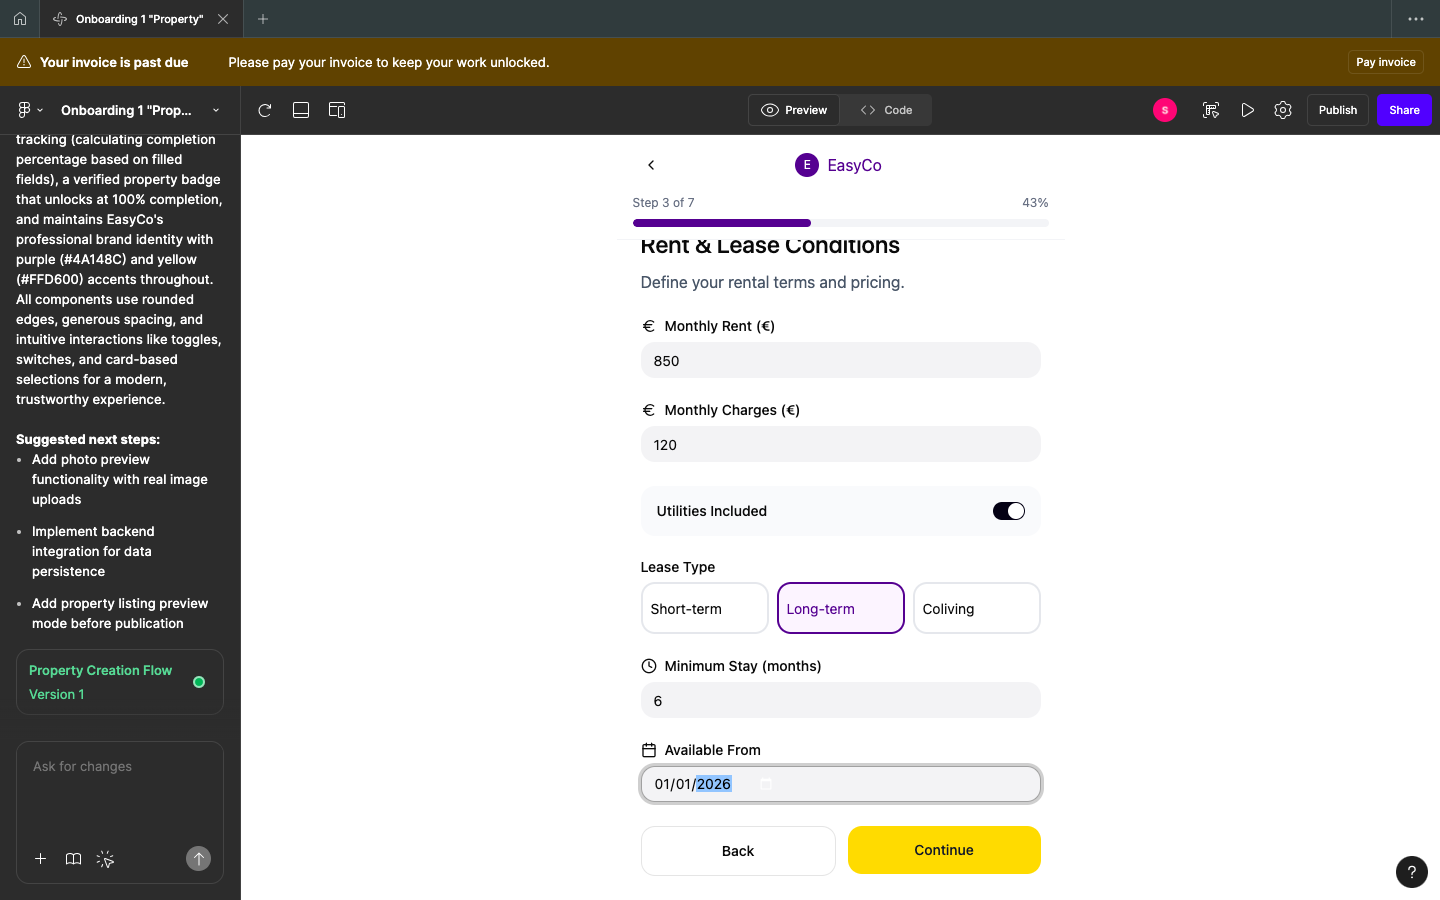 Onboarding 1 "Property"
Your invoice is past due
Please pay your invoice to keep your work unlocked.
Pay invoice
Onboarding 1 "Prop...
Preview
Code
S
Publish
Share
tracking (calculating completion
percentage based on filled
fields), a verified property badge
that unlocks at 100% completion,
and maintains EasyCo's
professional brand identity with
purple (#4A148C) and yellow
(#FFD600) accents throughout.
All components use rounded
edges, generous spacing, and
intuitive interactions like toggles,
switches, and card-based
selections for a modern,
trustworthy experience.
Suggested next steps:
• Add photo preview
functionality with real image
uploads
• Implement backend
integration for data
persistence
• Add property listing preview
mode before publication
Property Creation Flow
Version 1
Ask for changes
E EasyCo
Step 3 of 7
43%
Rent & Lease Conditions
Define your rental terms and pricing.
€ Monthly Rent (€)
850
€ Monthly Charges (€)
120
Utilities Included
Lease Type
Short-term
Long-term
Coliving
Minimum Stay (months)
6
Available From
01/01/2026
Back
Continue
?